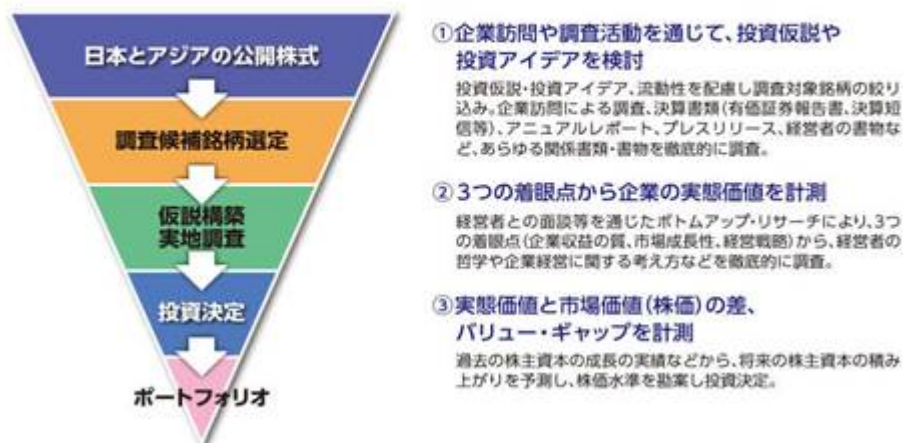 日本とアジアの公開株式
調査候補銘柄選定
仮説構築
実地調査
投資決定
ポートフォリオ
①企業訪問や調査活動を通じて、投資仮説や
投資アイデアを検討
投資仮説・投資アイデア、流動性を配慮し調査対象銘柄の絞り
込み。企業訪問による調査、決算書類(有価証券報告書、決算短
信等)、アニュアルレポート、プレスリリース、経営者の書物な
ど、あらゆる関係書類・書物を徹底的に調査。
②3つの着眼点から企業の実態価値を計測
経営者との面談等を通じたボトムアップ・リサーチにより、3つ
の着眼点(企業収益の質、市場成長性、経営戦略)から、経営者の
哲学や企業経営に関する考え方などを徹底的に調査。
③実態価値と市場価値(株価)の差、
バリュー・ギャップを計測
過去の株主資本の成長の実績などから、将来の株主資本の積み
上がりを予測し、株価水準を勘案し投資決定。